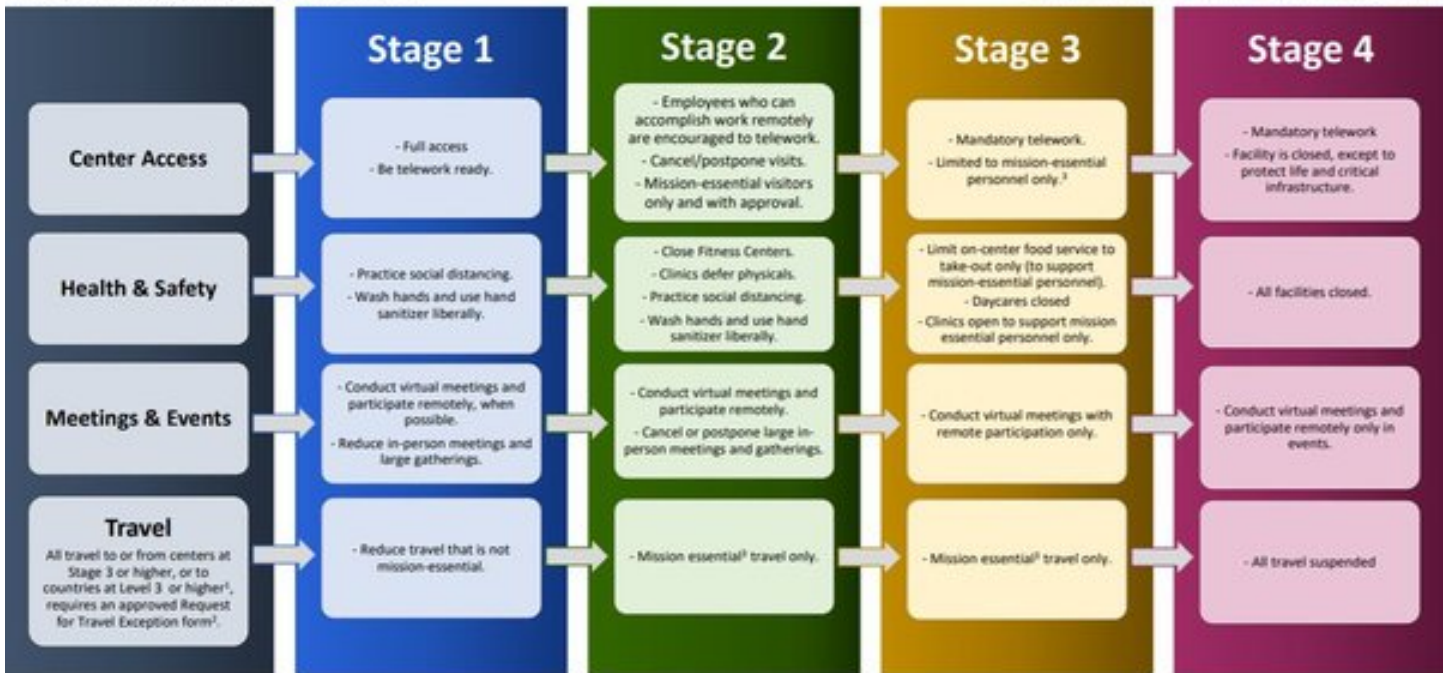 Stage 1
Stage 2
Stage 3
Stage 4
Center Access
- Full access
- Be telework ready.
- Employees who can
accomplish work remotely
are encouraged to telework.
- Cancel/postpone visits.
- Mission-essential visitors
only and with approval.
- Mandatory telework.
- Limited to mission-essential
personnel only.³
- Mandatory telework
- Facility is closed, except to
protect life and critical
infrastructure.
Health & Safety
- Practice social distancing.
- Wash hands and use hand
sanitizer liberally.
- Close Fitness Centers.
- Clinics defer physicals.
- Practice social distancing.
- Wash hands and use hand
sanitizer liberally.
- Limit on-center food service to
take-out only (to support
mission-essential personnel).
- Daycares closed
- Clinics open to support mission
essential personnel only.
- All facilities closed.
Meetings & Events
- Conduct virtual meetings and
participate remotely, when
possible.
- Reduce in-person meetings and
large gatherings.
- Conduct virtual meetings and
participate remotely.
- Cancel or postpone large in-
person meetings and gatherings.
- Conduct virtual meetings with
remote participation only.
- Conduct virtual meetings and
participate remotely only in
events.
Travel
All travel to or from centers at
Stage 3 or higher, or to
countries at Level 3 or higher¹,
requires an approved Request
for Travel Exception form².
- Reduce travel that is not
mission-essential.
- Mission essential³ travel only.
- Mission essential³ travel only.
- All travel suspended